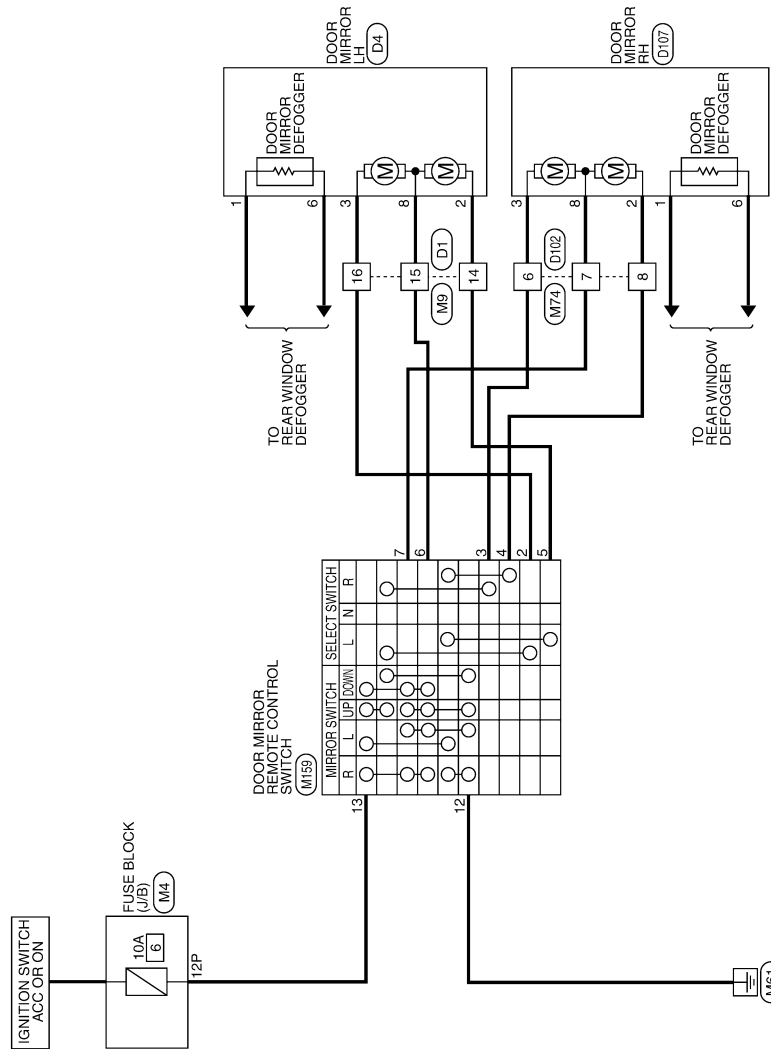 IGNITION SWITCH
ACC OR ON
FUSE BLOCK
(J/B)
M4
10A
6
12P
DOOR MIRROR
REMOTE CONTROL
SWITCH
M159
MIRROR SWITCH
SELECT SWITCH
R
L
UP
DOWN
L
N
R
13
12
7
6
3
4
2
5
M61
TO
REAR WINDOW
DEFOGGER
TO
REAR WINDOW
DEFOGGER
16
15
14
M9
D1
6
7
8
M74
D102
DOOR
MIRROR
LH
D4
DOOR
MIRROR
DEFOGGER
1
6
3
8
2
M
M
DOOR
MIRROR
RH
D107
3
8
2
1
6
M
M
DOOR
MIRROR
DEFOGGER